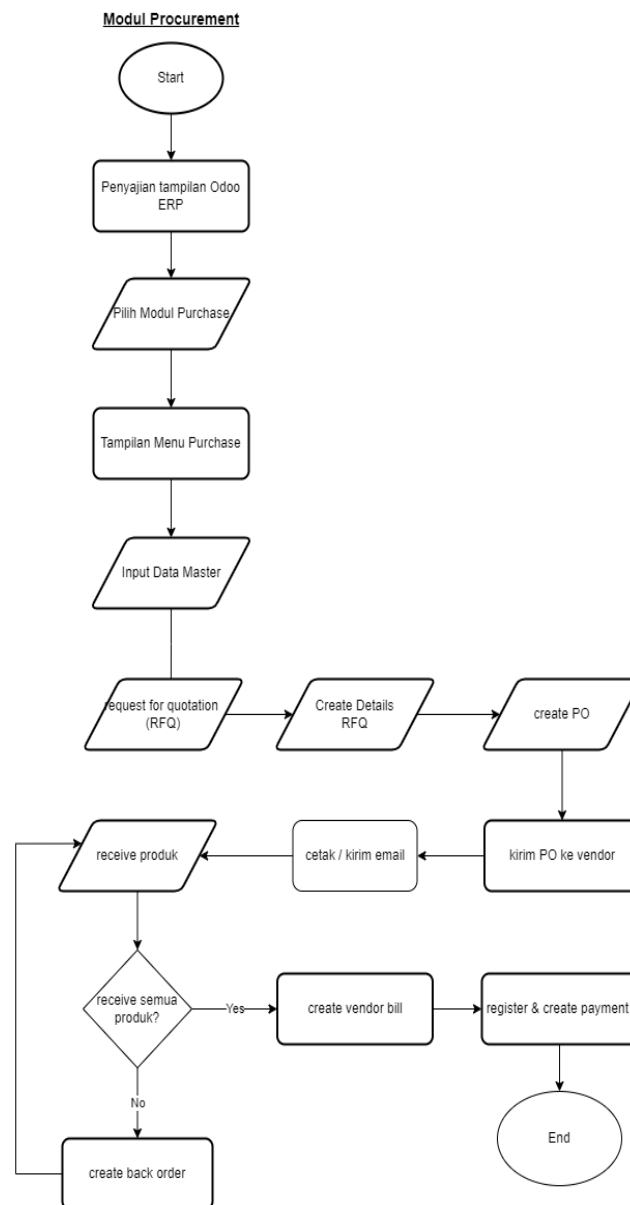 Modul Procurement
Start
Penyajian tampilan Odoo
ERP
Pilih Modul Purchase
Tampilan Menu Purchase
Input Data Master
request for quotation
(RFQ)
Create Details
RFQ
create PO
kirim PO ke vendor
cetak / kirim email
receive produk
receive semua
produk?
Yes
create vendor bill
register & create payment
No
create back order
End